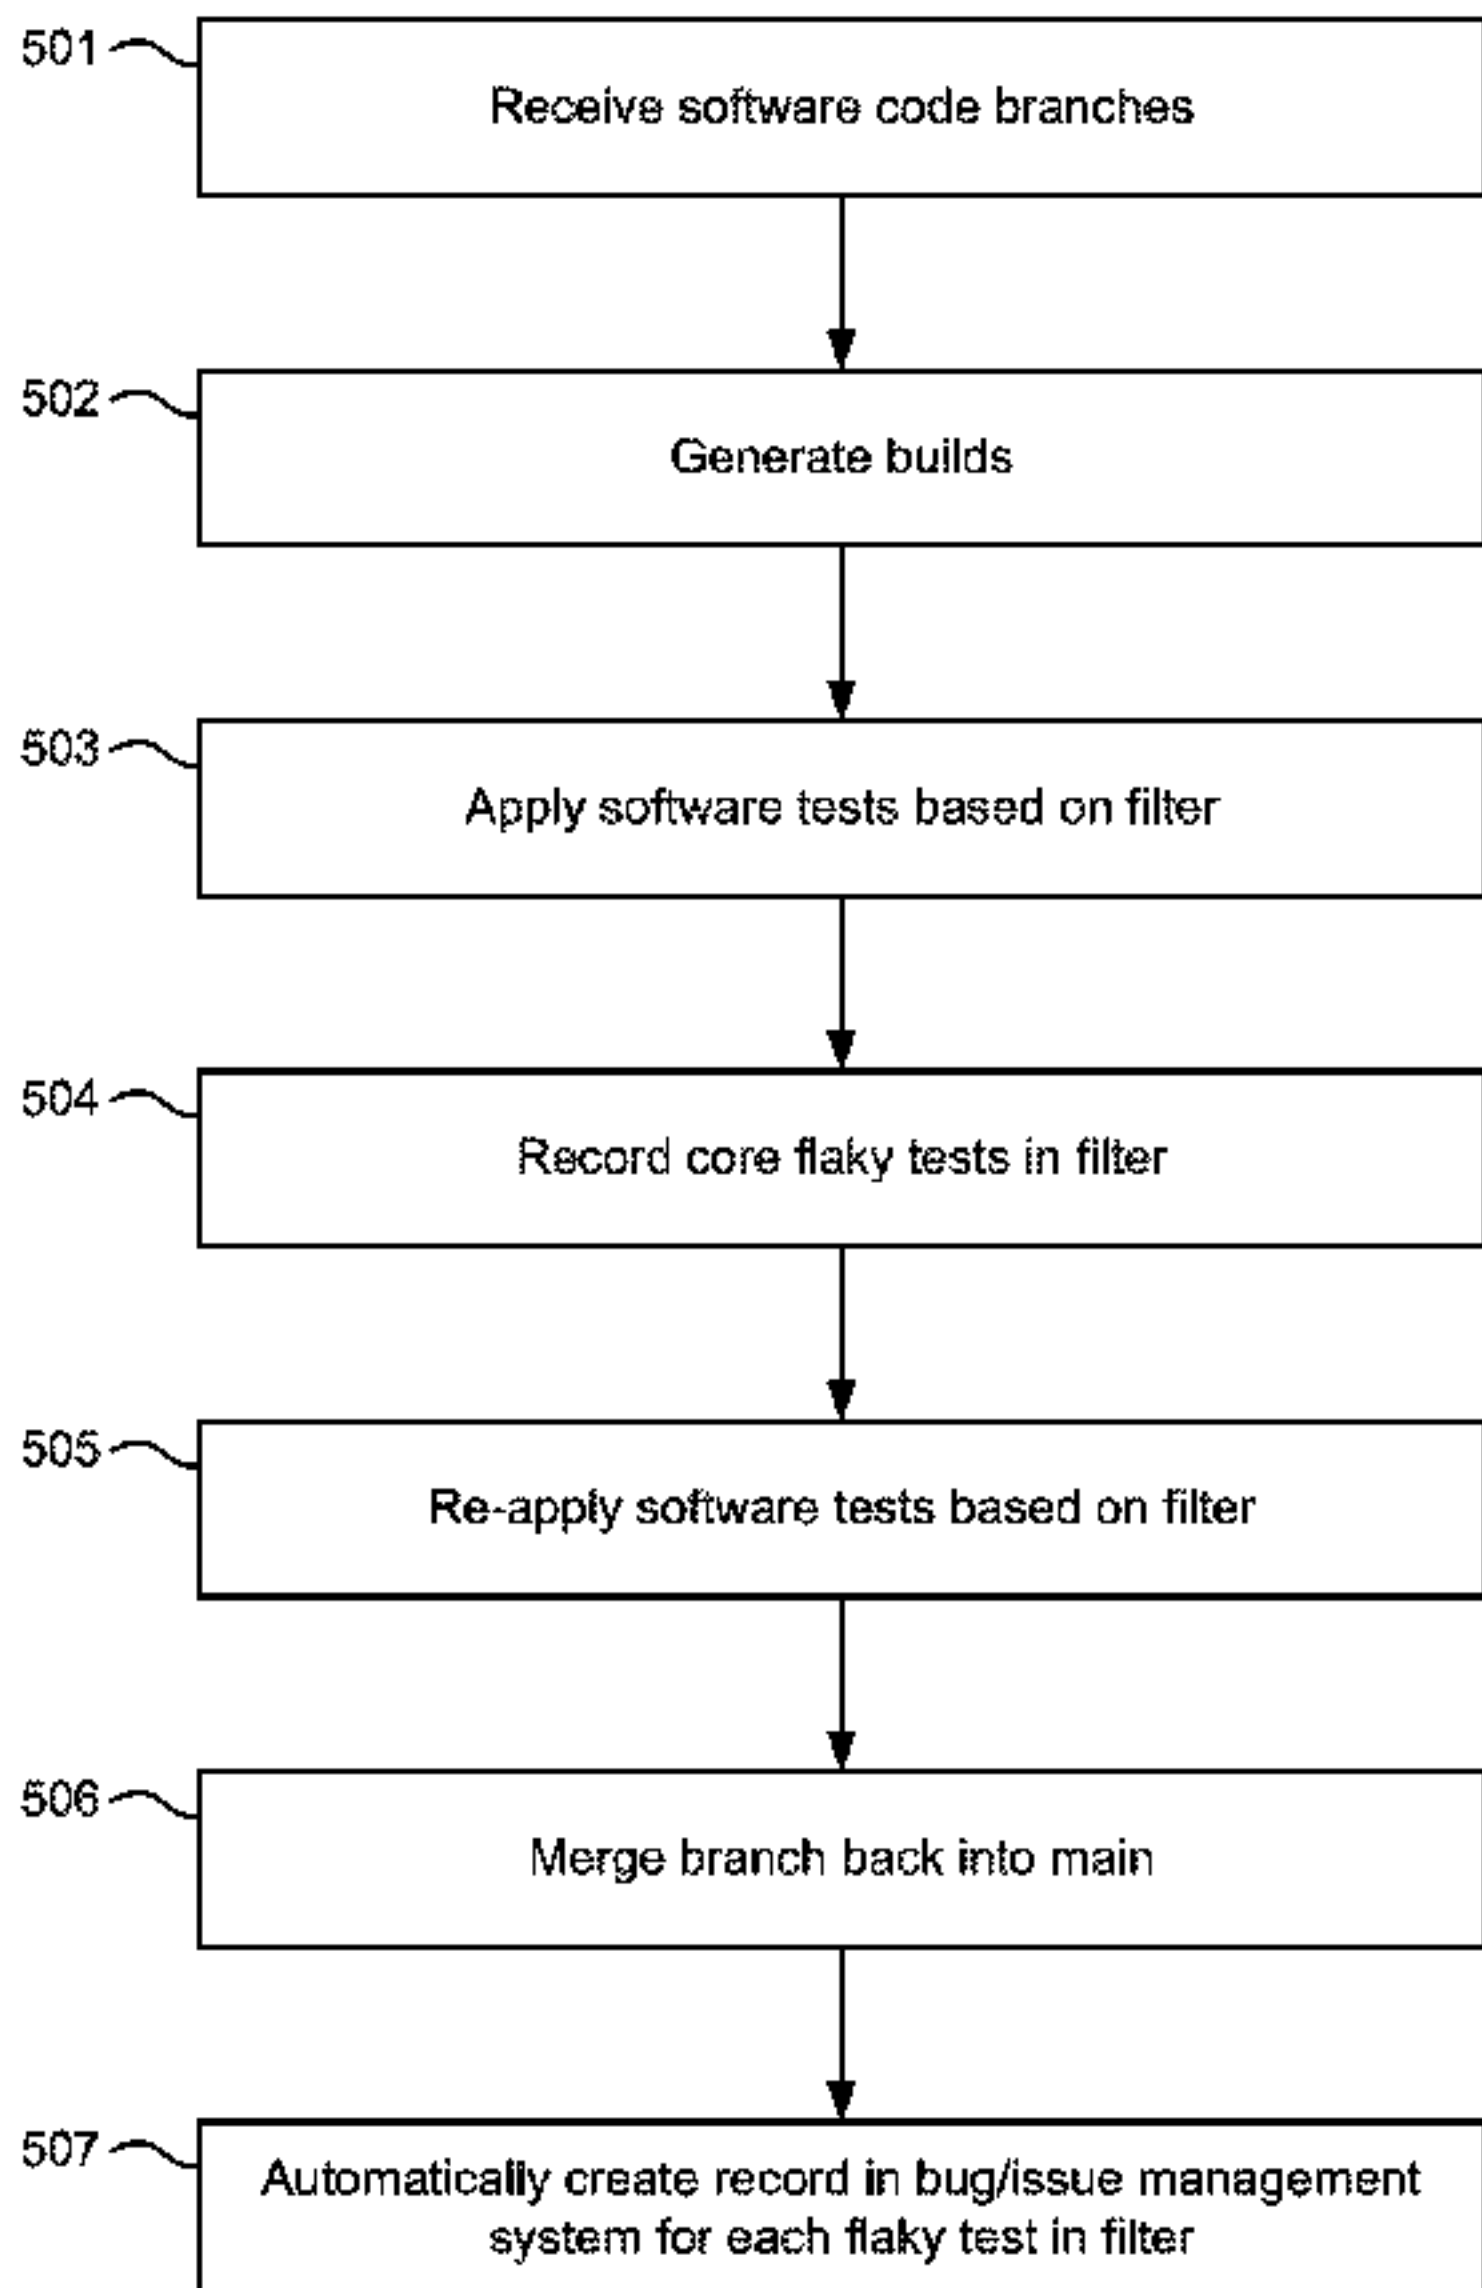 501
Receive software code branches
502
Generate builds
503
Apply software tests based on filter
504
Record core flaky tests in filter
505
Re-apply software tests based on filter
506
Merge branch back into main
507
Automatically create record in bug/issue management
system for each flaky test in filter